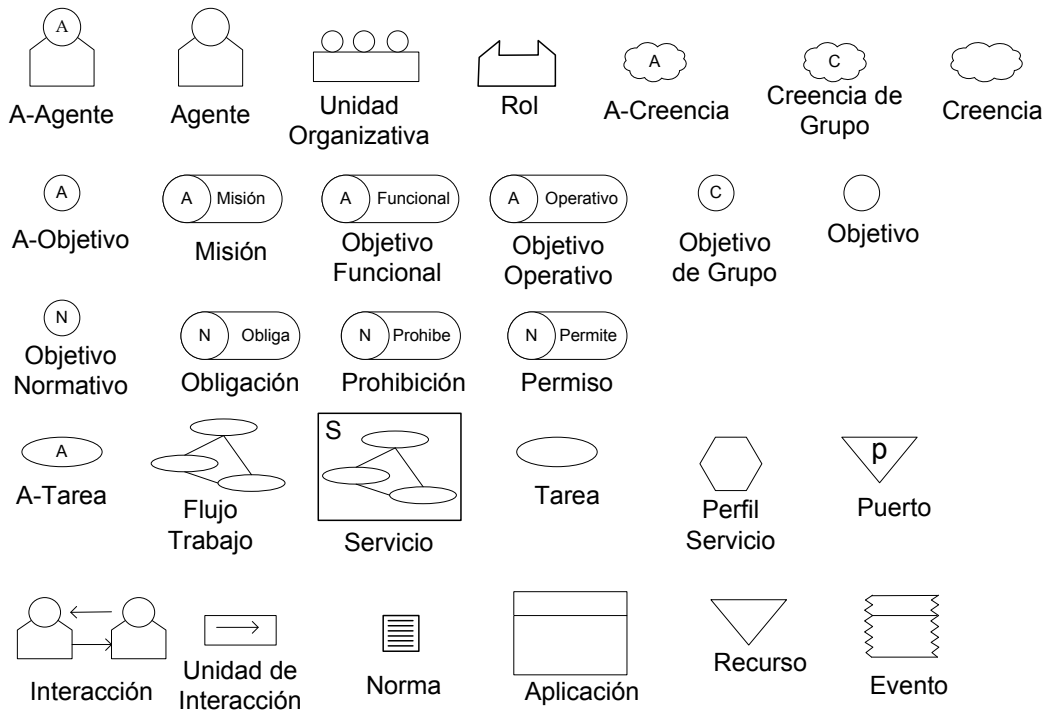 A
A
C
A-Agente
Agente
Unidad
Organizativa
Rol
A-Creencia
Creencia de
Grupo
Creencia
A
A Misión
A Funcional
A Operativo
C
A-Objetivo
Misión
Objetivo
Funcional
Objetivo
Operativo
Objetivo
de Grupo
Objetivo
N
N Obliga
N Prohibe
N Permite
Objetivo
Normativo
Obligación
Prohibición
Permiso
A
S
p
A-Tarea
Flujo
Trabajo
Servicio
Tarea
Perfil
Servicio
Puerto
Interacción
Unidad de
Interacción
Norma
Aplicación
Recurso
Evento